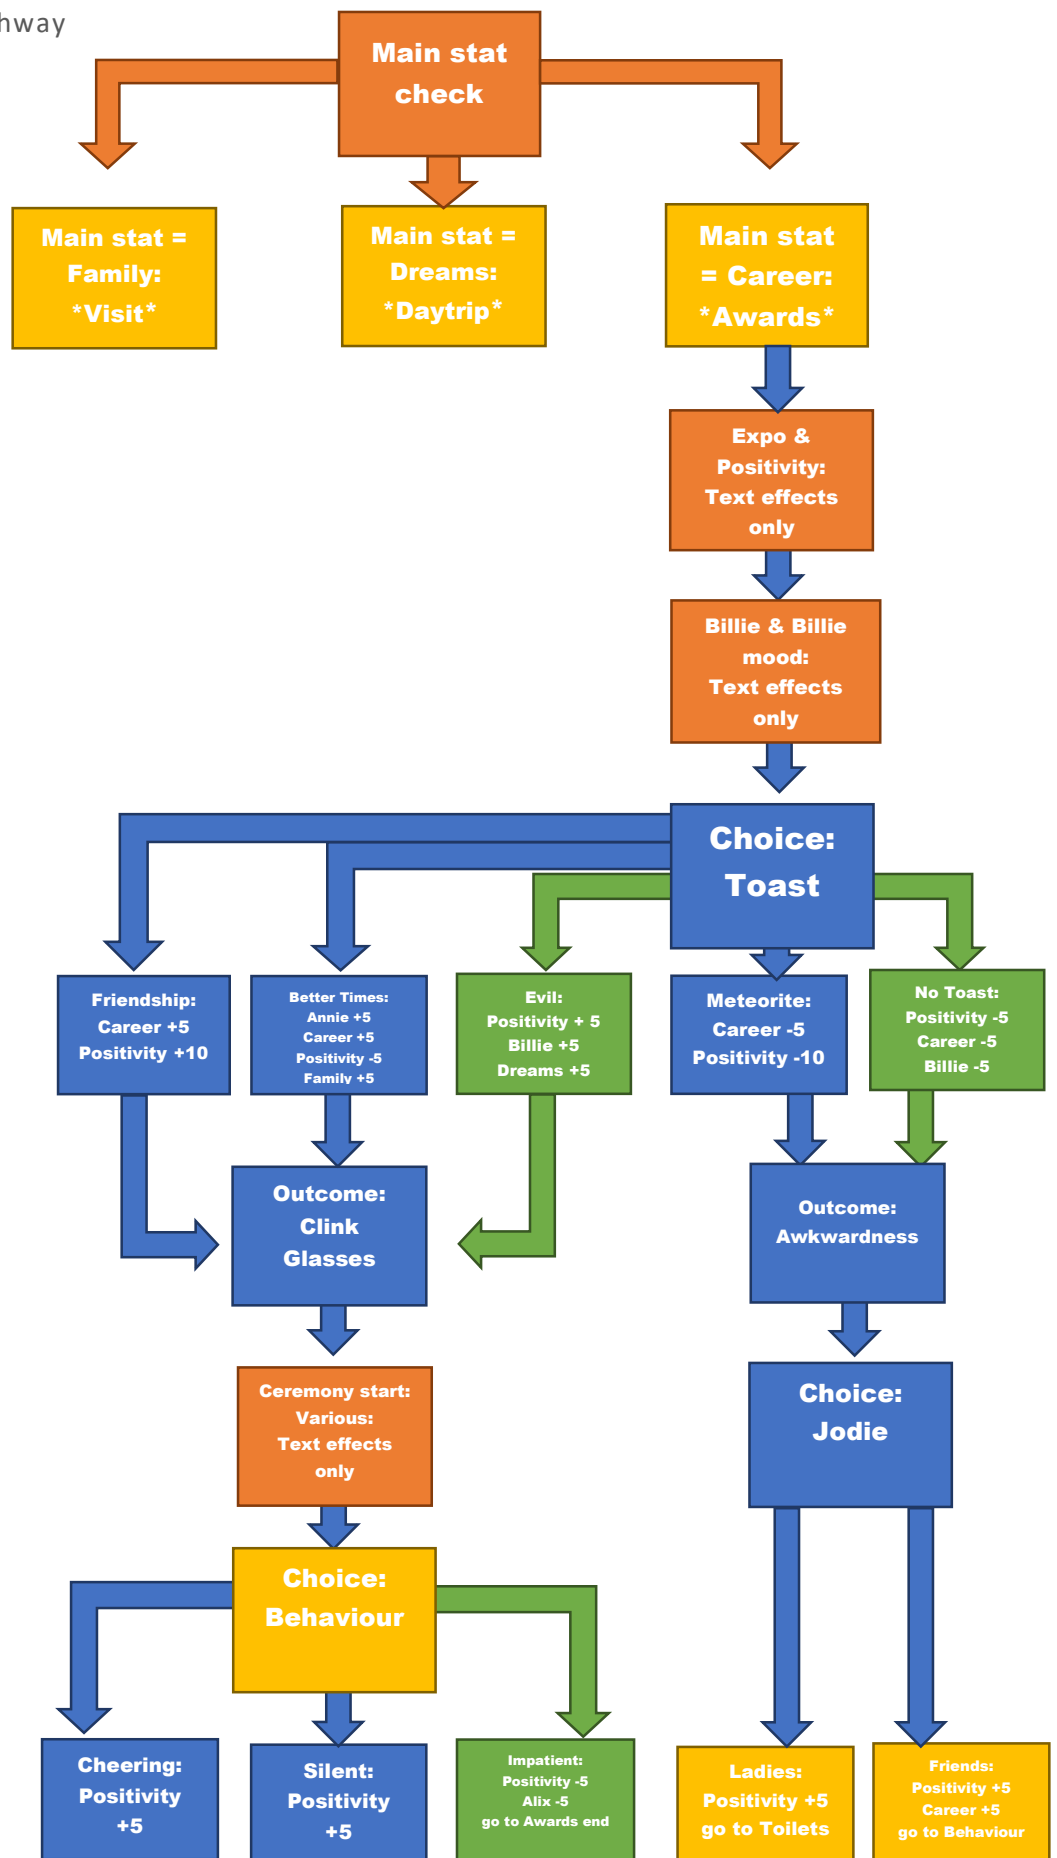 hway
Main stat
check
Main stat =
Family:
*Visit*
Main stat =
Dreams:
*Daytrip*
Main stat
= Career:
*Awards*
Expo &
Positivity:
Text effects
only
Billie & Billie
mood:
Text effects
only
Choice:
Toast
Friendship:
Career +5
Positivity +10
Better Times:
Annie +5
Career +5
Positivity -5
Family +5
Evil:
Positivity + 5
Billie +5
Dreams +5
Meteorite:
Career -5
Positivity -10
No Toast:
Positivity -5
Career -5
Billie -5
Outcome:
Clink
Glasses
Outcome:
Awkwardness
Ceremony start:
Various:
Text effects
only
Choice:
Jodie
Choice:
Behaviour
Cheering:
Positivity
+5
Silent:
Positivity
+5
Impatient:
Positivity -5
Alix -5
go to Awards end
Ladies:
Positivity +5
go to Toilets
Friends:
Positivity +5
Career +5
go to Behaviour